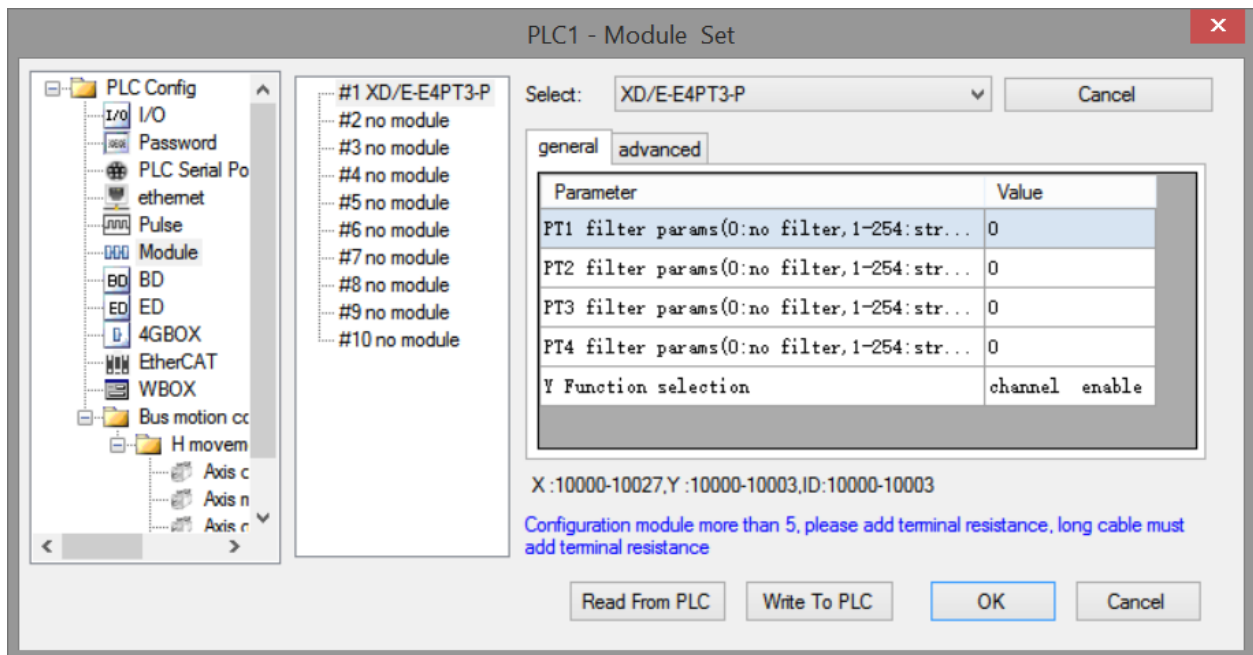 PLC1 - Module Set
PLC Config
I/O
I/O
Password
PLC Serial Po
ethernet
Pulse
Module
BD
BD
ED
ED
4GBOX
EtherCAT
WBOX
Bus motion cc
H movem
Axis c
Axis n
Axis c
#1 XD/E-E4PT3-P
#2 no module
#3 no module
#4 no module
#5 no module
#6 no module
#7 no module
#8 no module
#9 no module
#10 no module
Select: XD/E-E4PT3-P Cancel
general advanced
Parameter Value
PT1 filter params(0:no filter,1-254:str... 0
PT2 filter params(0:no filter,1-254:str... 0
PT3 filter params(0:no filter,1-254:str... 0
PT4 filter params(0:no filter,1-254:str... 0
Y Function selection channel enable
X :10000-10027,Y :10000-10003,ID:10000-10003
Configuration module more than 5, please add terminal resistance, long cable must
add terminal resistance
Read From PLC Write To PLC OK Cancel